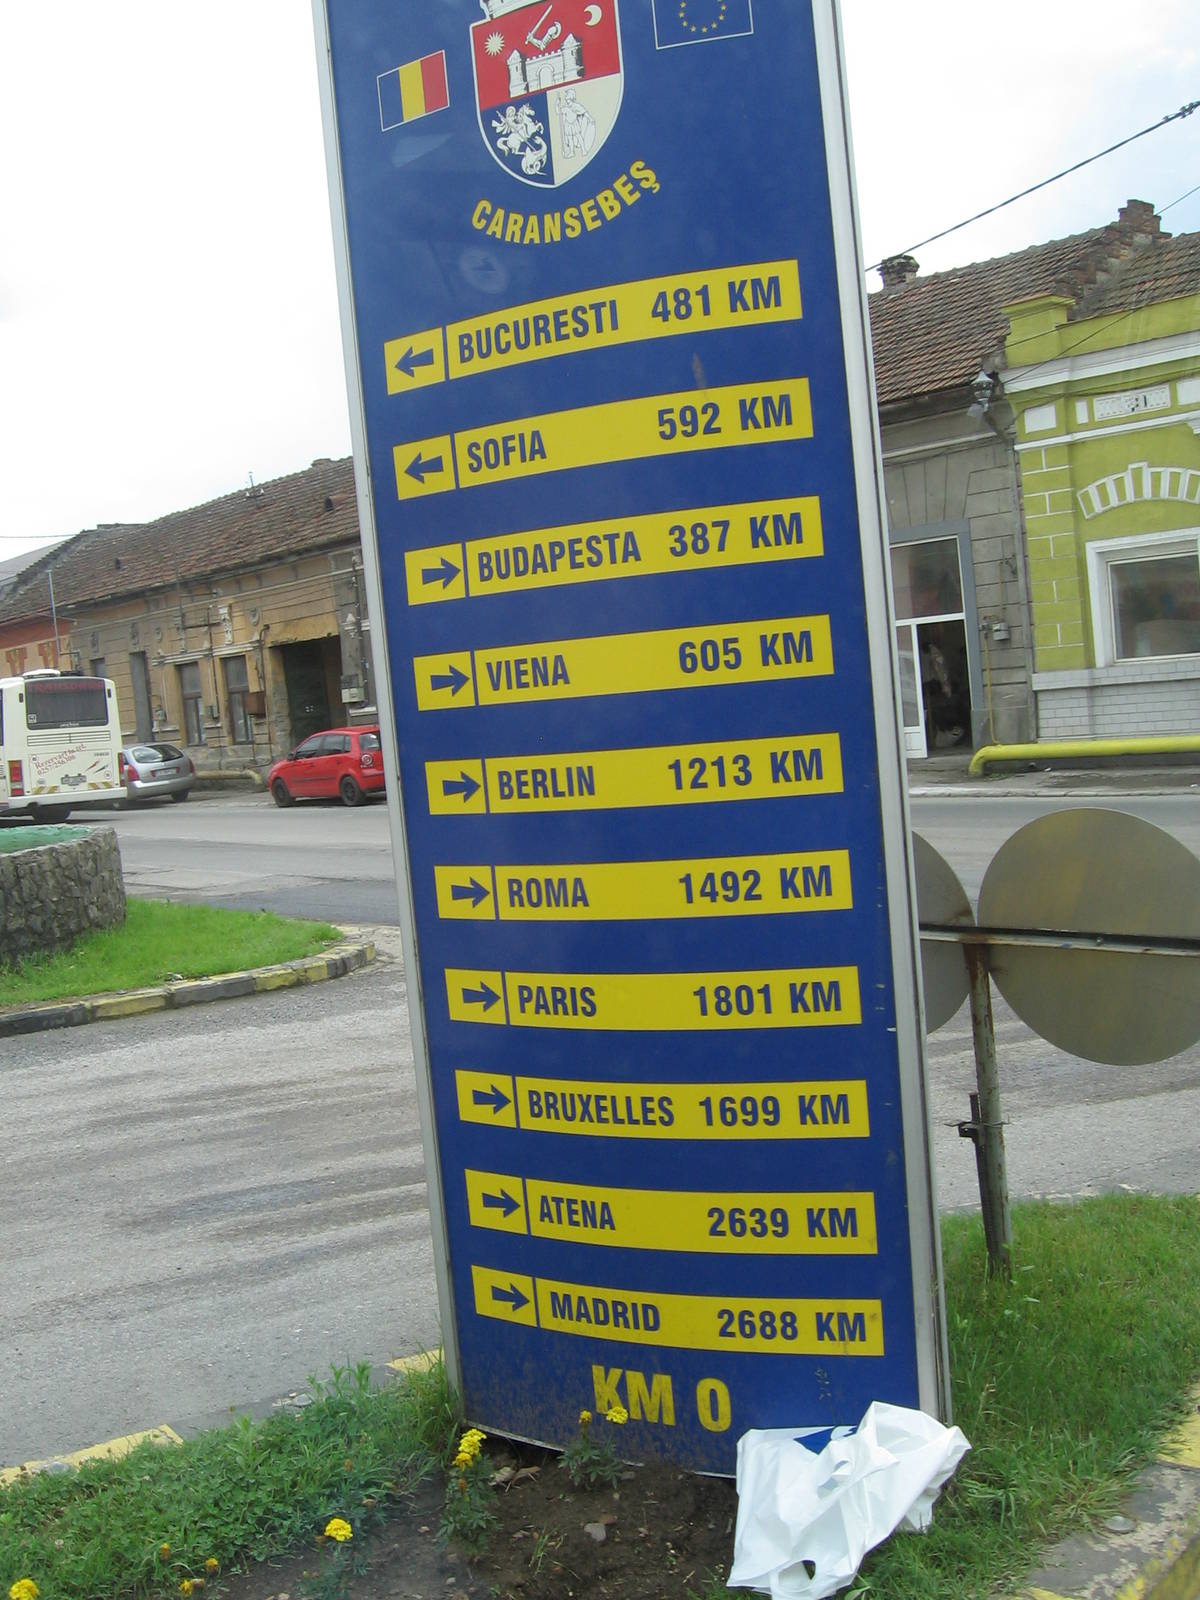 CARANSEBEŞ
BUCURESTI 481 KM
SOFIA 592 KM
BUDAPESTA 387 KM
VIENA 605 KM
BERLIN 1213 KM
ROMA 1492 KM
PARIS 1801 KM
BRUXELLES 1699 KM
ATENA 2639 KM
MADRID 2688 KM
KM 0